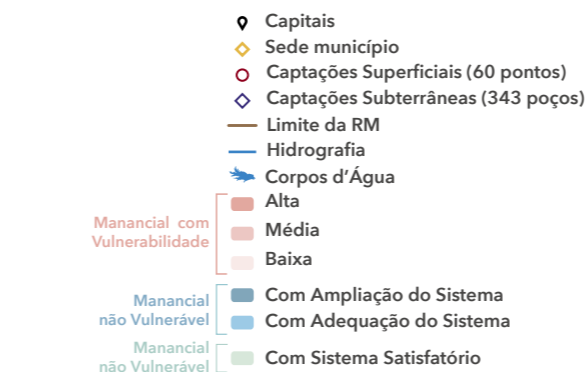 Capitais
Sede município
Captações Superficiais (60 pontos)
Captações Subterrâneas (343 poços)
Limite da RM
Hidrografia
Corpos d'Água
Manancial com
Vulnerabilidade
Alta
Média
Baixa
Manancial
não Vulnerável
Com Ampliação do Sistema
Com Adequação do Sistema
Manancial
não Vulnerável
Com Sistema Satisfatório